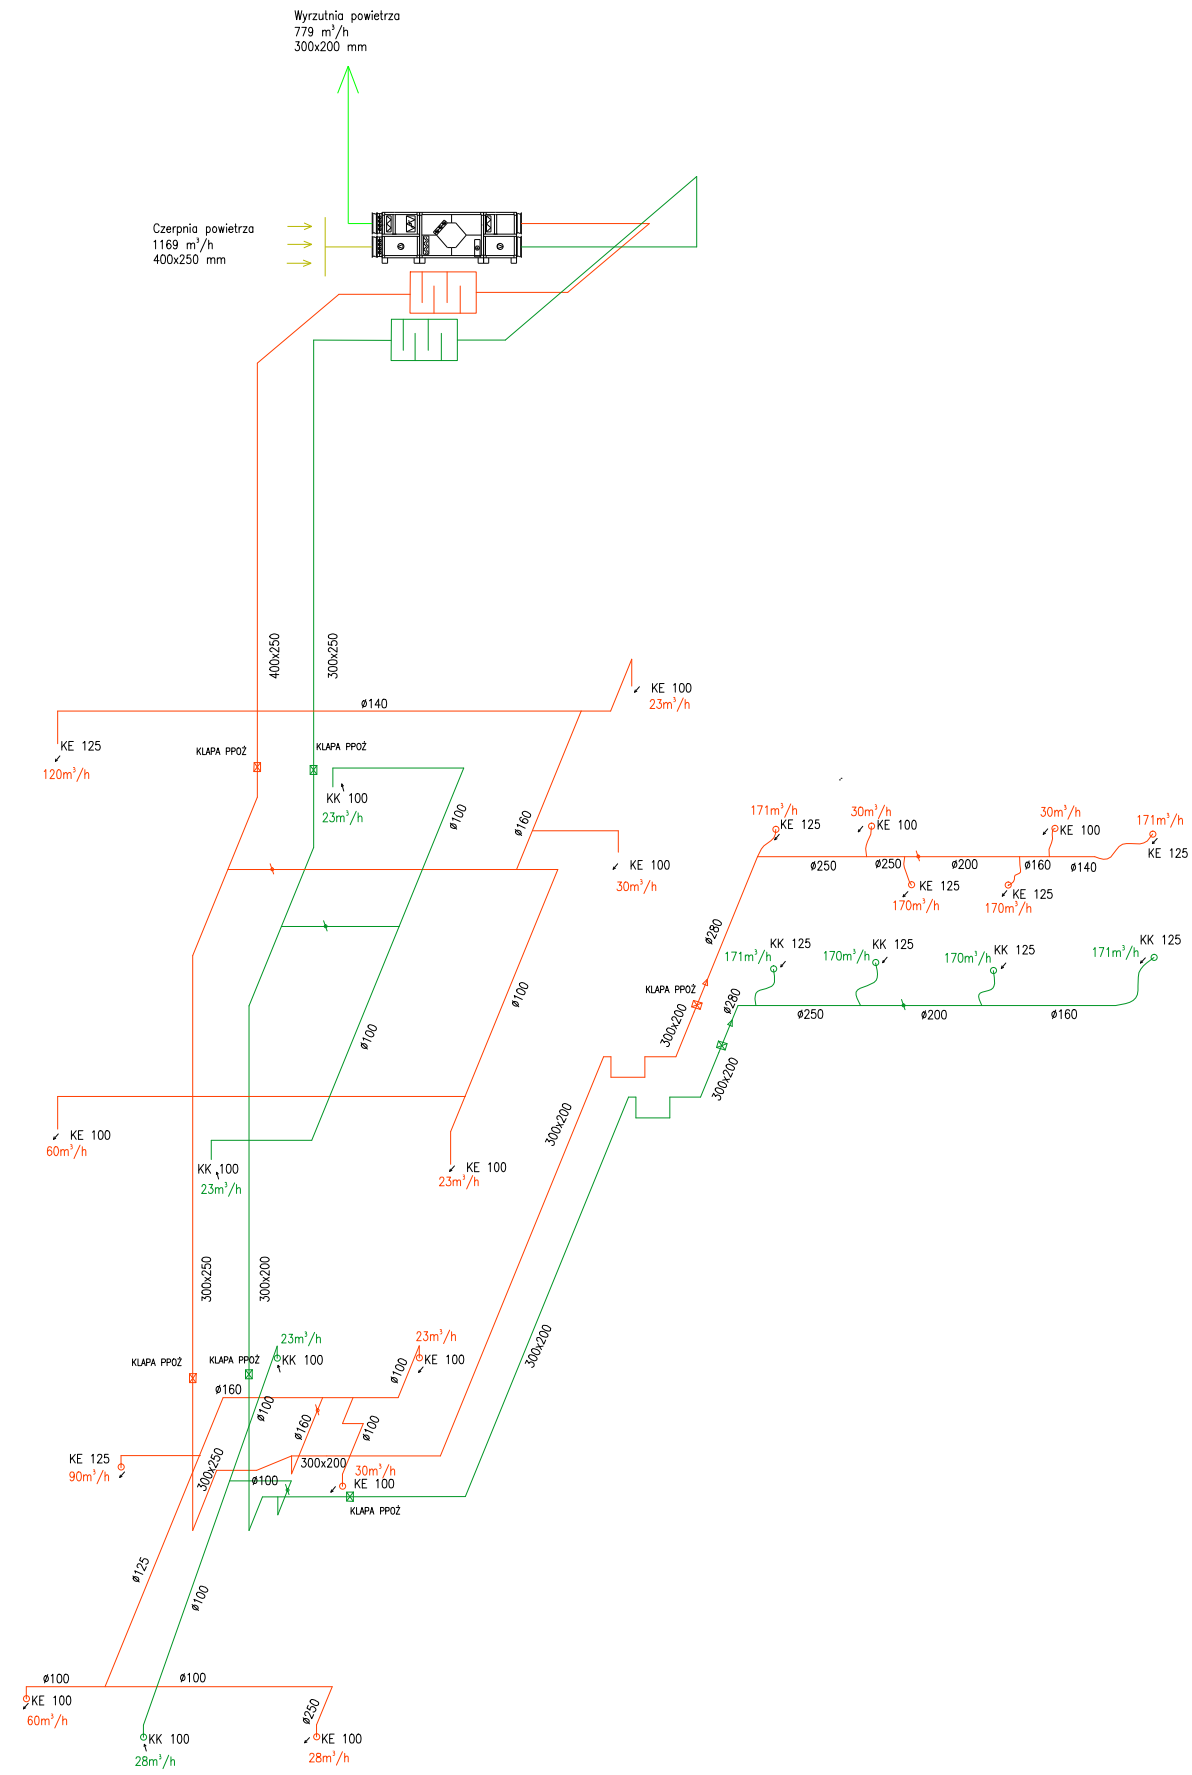 Wyrzutnia powietrza
779 m³/h
300x200 mm
Czerpnia powietrza
1169 m³/h
400x250 mm
400x250
300x250
KE 100
23m³/h
ø140
KE 125
120m³/h
KLAPA PPOŻ
KLAPA PPOŻ
KK 100
23m³/h
ø100
ø160
KE 100
30m³/h
171m³/h
KE 125
30m³/h
KE 100
30m³/h
KE 100
171m³/h
KE 125
ø250
ø250
ø200
ø160
ø140
KE 125
170m³/h
KE 125
170m³/h
ø280
KK 125
171m³/h
KK 125
170m³/h
KK 125
170m³/h
KK 125
171m³/h
KLAPA PPOŻ
ø280
300x200
ø250
ø200
ø160
ø100
ø100
300x200
300x200
KE 100
60m³/h
KK 100
23m³/h
KE 100
23m³/h
300x250
300x200
300x200
23m³/h
KK 100
23m³/h
KE 100
KLAPA PPOŻ
KLAPA PPOŻ
ø160
ø100
ø100
ø160
ø100
KE 125
90m³/h
300x250
300x200
ø100
30m³/h
KE 100
KLAPA PPOŻ
ø125
ø100
ø100
ø100
KE 100
60m³/h
ø250
KK 100
28m³/h
KE 100
28m³/h